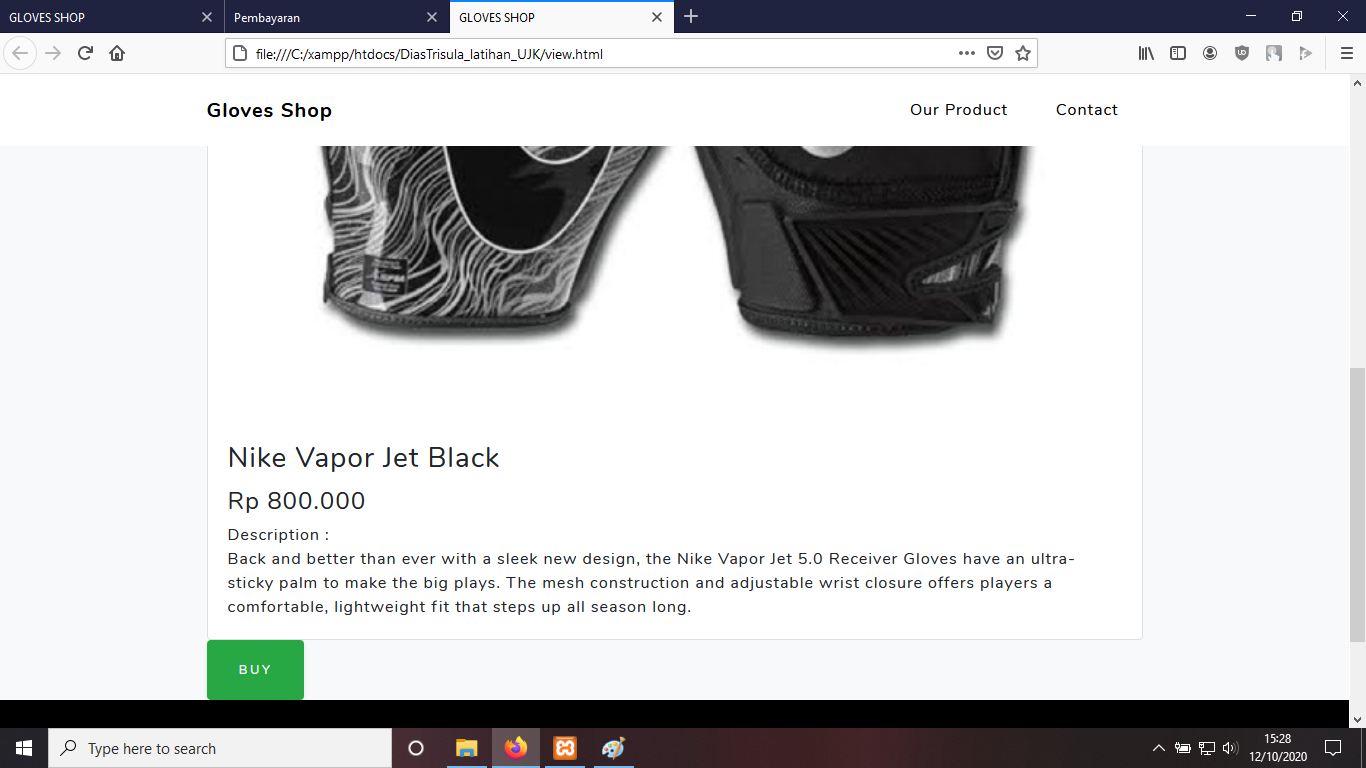 GLOVES SHOP
Pembayaran
GLOVES SHOP
file:///C:/xampp/htdocs/DiasTrisula_latihan_UJK/view.html
Gloves Shop
Our Product
Contact
Nike Vapor Jet Black
Rp 800.000
Description :
Back and better than ever with a sleek new design, the Nike Vapor Jet 5.0 Receiver Gloves have an ultra-
sticky palm to make the big plays. The mesh construction and adjustable wrist closure offers players a
comfortable, lightweight fit that steps up all season long.
BUY
Type here to search
15:28
12/10/2020